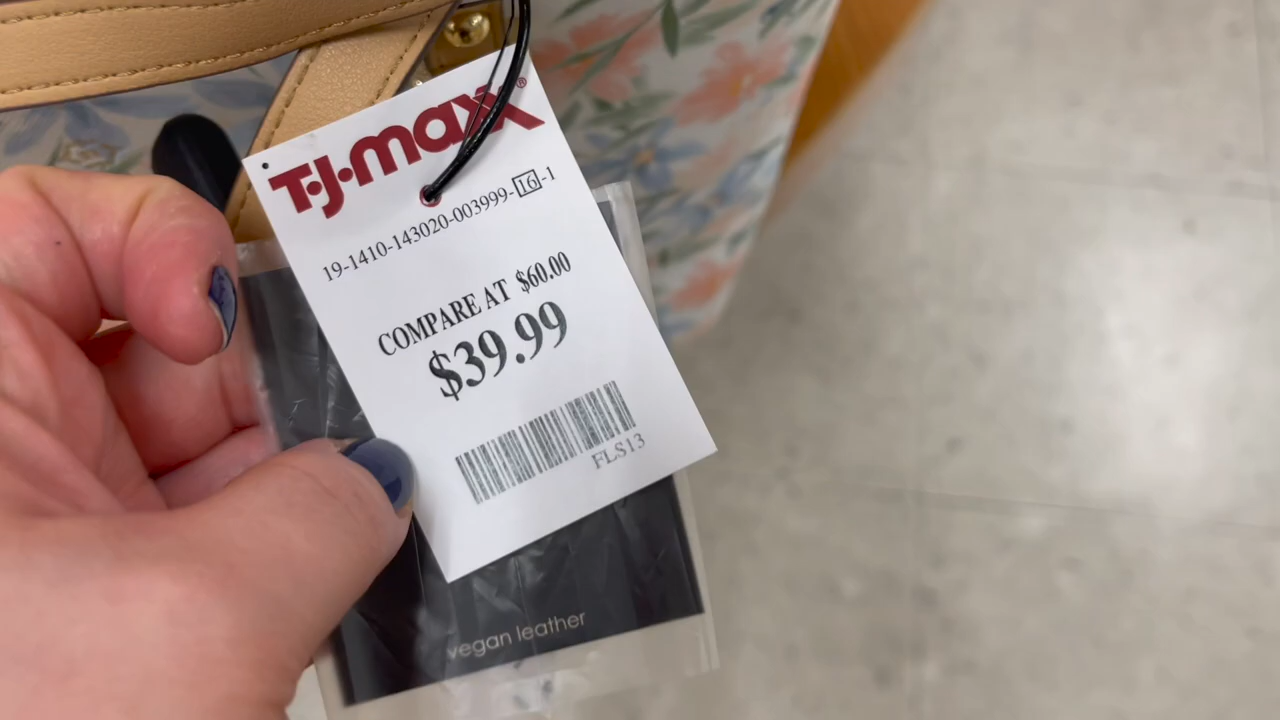 T·J·maxx®
19-1410-143020-003999-16-1
COMPARE AT $60.00
$39.99
FLS13
vegan leather